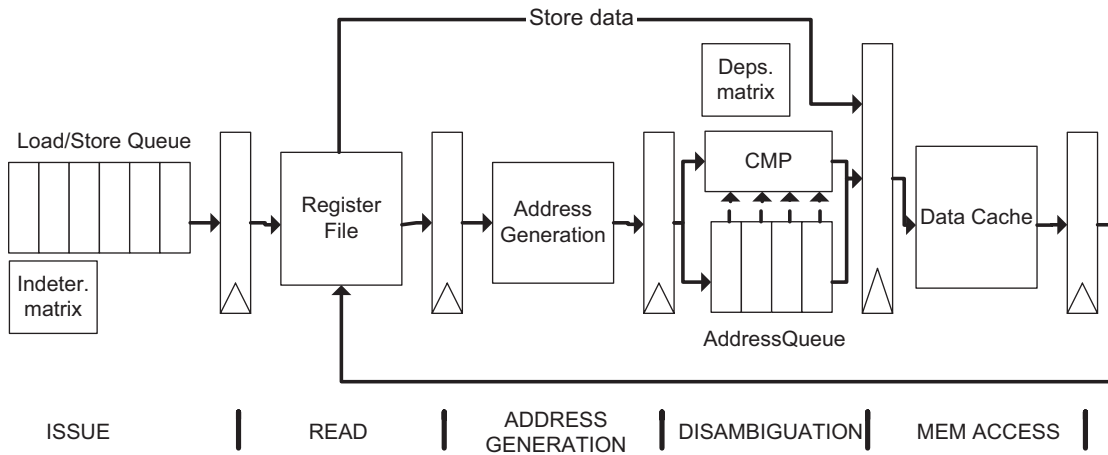 Store data
Deps.
matrix
Load/Store Queue
CMP
Register
File
Address
Generation
Data Cache
Indeter.
matrix
AddressQueue
ISSUE
READ
ADDRESS
GENERATION
DISAMBIGUATION
MEM ACCESS